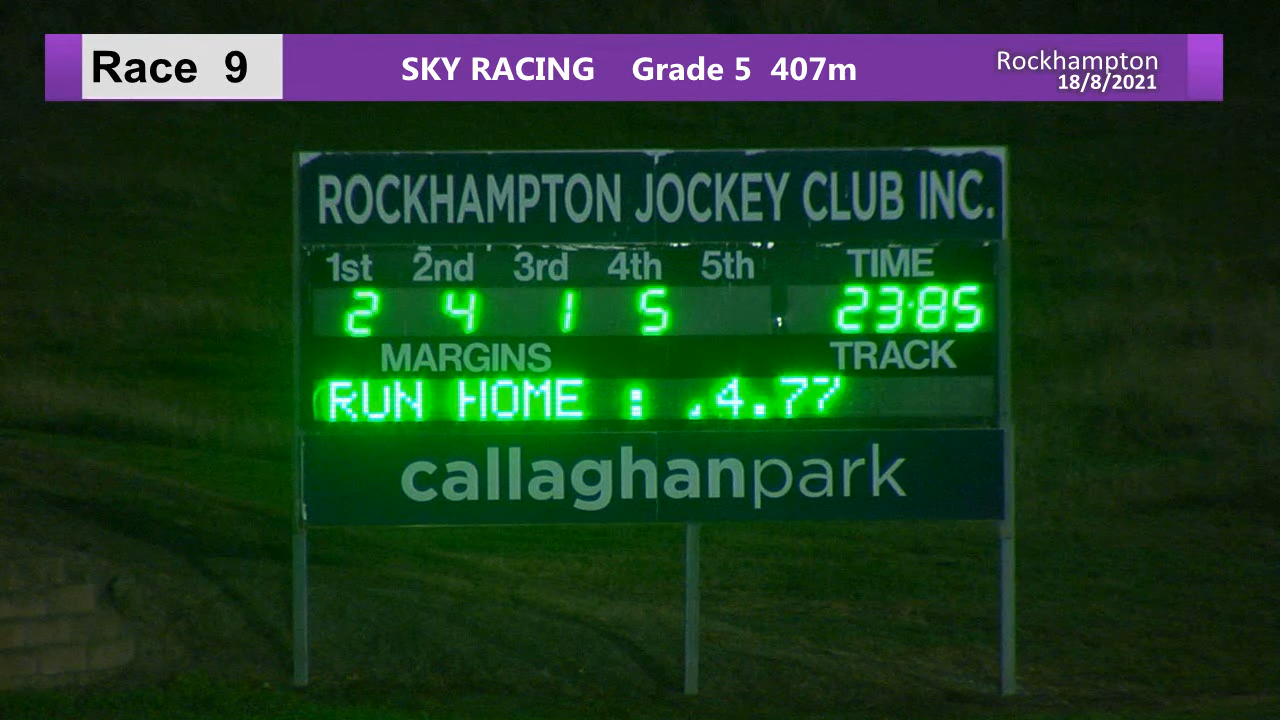 Race 9 SKY RACING Grade 5 407m Rockhampton
18/8/2021
ROCKHAMPTON JOCKEY CLUB INC.
1st 2nd 3rd 4th 5th TIME
2 4 1 5 23.85
MARGINS TRACK
RUN HOME : .4.77
callaghanpark